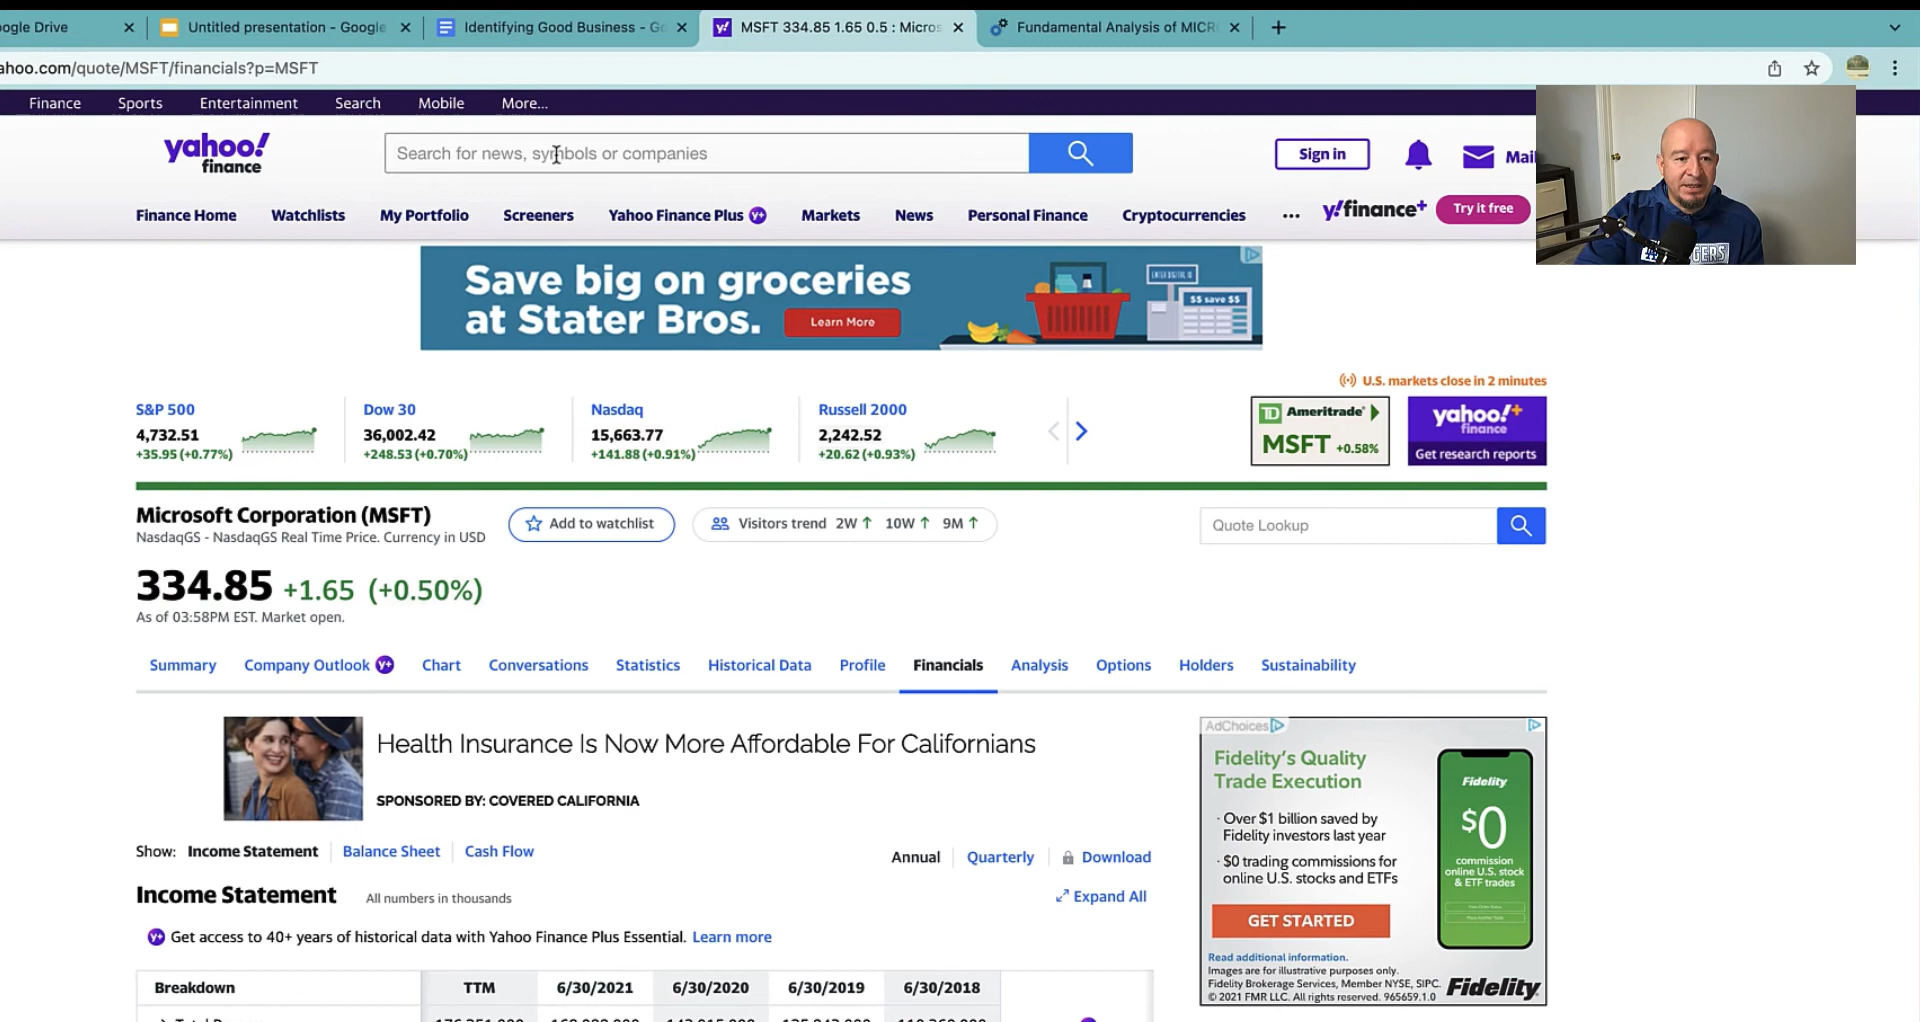 ogle Drive
Untitled presentation - Google
Identifying Good Business - Go
MSFT 334.85 1.65 0.5 : Micros
Fundamental Analysis of MICR
ahoo.com/quote/MSFT/financials?p=MSFT
Finance Sports Entertainment Search Mobile More...
yahoo!
finance
Search for news, symbols or companies
Sign in
Mail
Finance Home Watchlists My Portfolio Screeners Yahoo Finance Plus Y+ Markets News Personal Finance Cryptocurrencies ... y!finance+ Try it free
GERS
Save big on groceries
at Stater Bros.
Learn More
$$ save $$
U.S. markets close in 2 minutes
S&P 500
4,732.51
+35.95 (+0.77%)
Dow 30
36,002.42
+248.53 (+0.70%)
Nasdaq
15,663.77
+141.88 (+0.91%)
Russell 2000
2,242.52
+20.62 (+0.93%)
TD Ameritrade
MSFT +0.58%
yahoo!+
finance
Get research reports
Microsoft Corporation (MSFT)
NasdaqGS - NasdaqGS Real Time Price. Currency in USD
Add to watchlist
Visitors trend 2W ↑ 10W ↑ 9M ↑
Quote Lookup
334.85 +1.65 (+0.50%)
As of 03:58PM EST. Market open.
Summary Company Outlook Y+ Chart Conversations Statistics Historical Data Profile Financials Analysis Options Holders Sustainability
Health Insurance Is Now More Affordable For Californians
SPONSORED BY: COVERED CALIFORNIA
AdChoices
Fidelity's Quality
Trade Execution
· Over $1 billion saved by
Fidelity investors last year
· $0 trading commissions for
online U.S. stocks and ETFs
GET STARTED
Fidelity
$0
commission
online U.S. stock
& ETF trades
Read additional information.
Images are for illustrative purposes only.
Fidelity Brokerage Services, Member NYSE, SIPC.
© 2021 FMR LLC. All rights reserved. 965659.1.0
Fidelity
Show: Income Statement Balance Sheet Cash Flow
Annual Quarterly Download
Income Statement All numbers in thousands
Expand All
Y+ Get access to 40+ years of historical data with Yahoo Finance Plus Essential. Learn more
Breakdown TTM 6/30/2021 6/30/2020 6/30/2019 6/30/2018